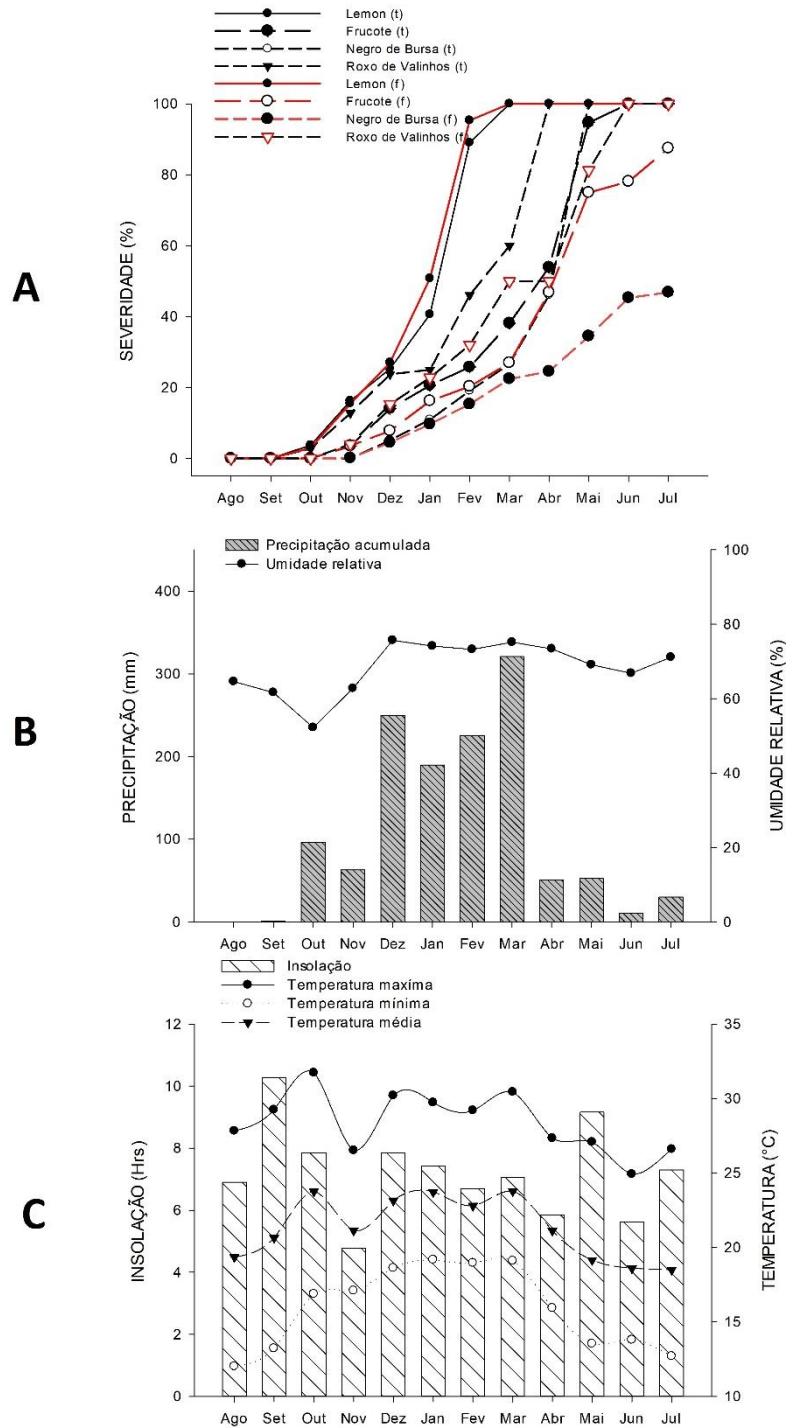 Lemon (t)
Frucote (t)
Negro de Bursa (t)
Roxo de Valinhos (t)
Lemon (f)
Frucote (f)
Negro de Bursa (f)
Roxo de Valinhos (f
100
80
60
40
20
0
SEVERIDADE (%)
A
Ago Set Out Nov Dez Jan Fev Mar Abr Mai Jun Jul
Precipitação acumulada
Umidade relativa
400
300
200
100
0
PRECIPITAÇÃO (mm)
B
100
80
60
40
20
0
UMIDADE RELATIVA (%)
Ago Set Out Nov Dez Jan Fev Mar Abr Mai Jun Jul
Insolação
Temperatura maxíma
Temperatura mínima
Temperatura média
12
10
8
6
4
2
0
INSOLAÇÃO (Hrs)
C
35
30
25
20
15
10
TEMPERATURA (°C)
Ago Set Out Nov Dez Jan Fev Mar Abr Mai Jun Jul